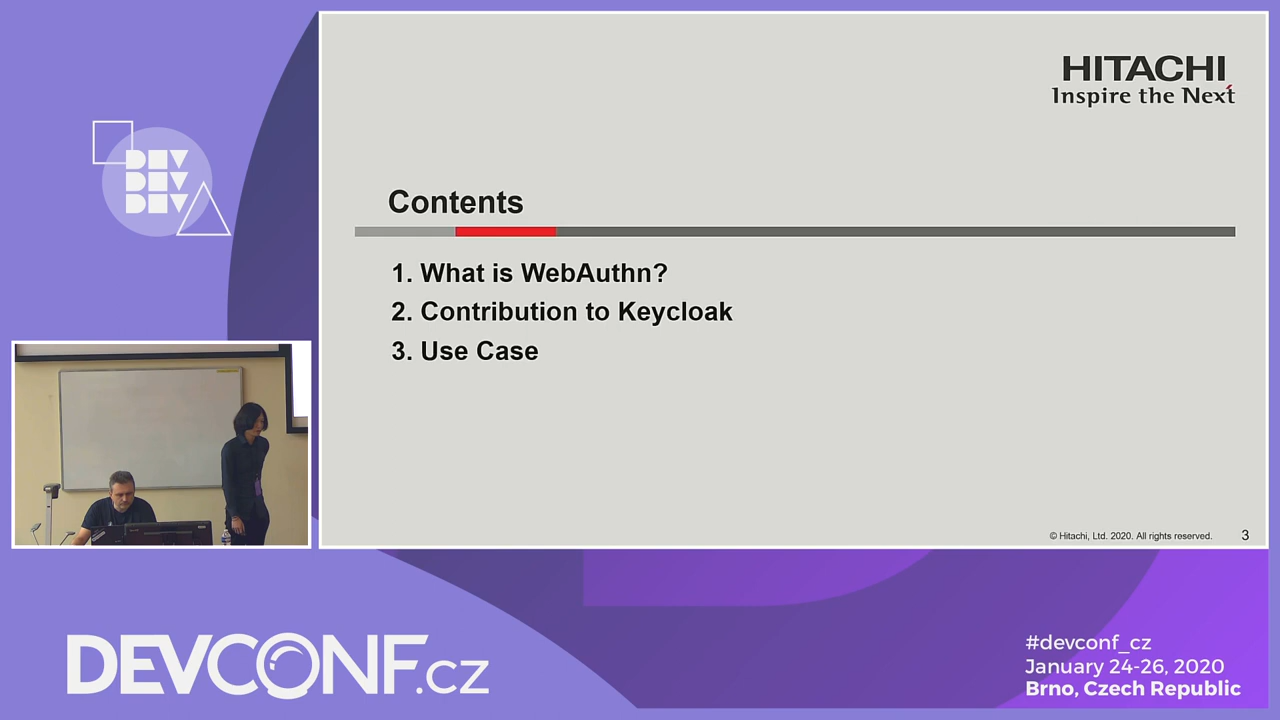 DEV
DEV
DEV
HITACHI
Inspire the Next
Contents
1. What is WebAuthn?
2. Contribution to Keycloak
3. Use Case
© Hitachi, Ltd. 2020. All rights reserved. 3
DEVCONF.cz
#devconf_cz
January 24-26, 2020
Brno, Czech Republic